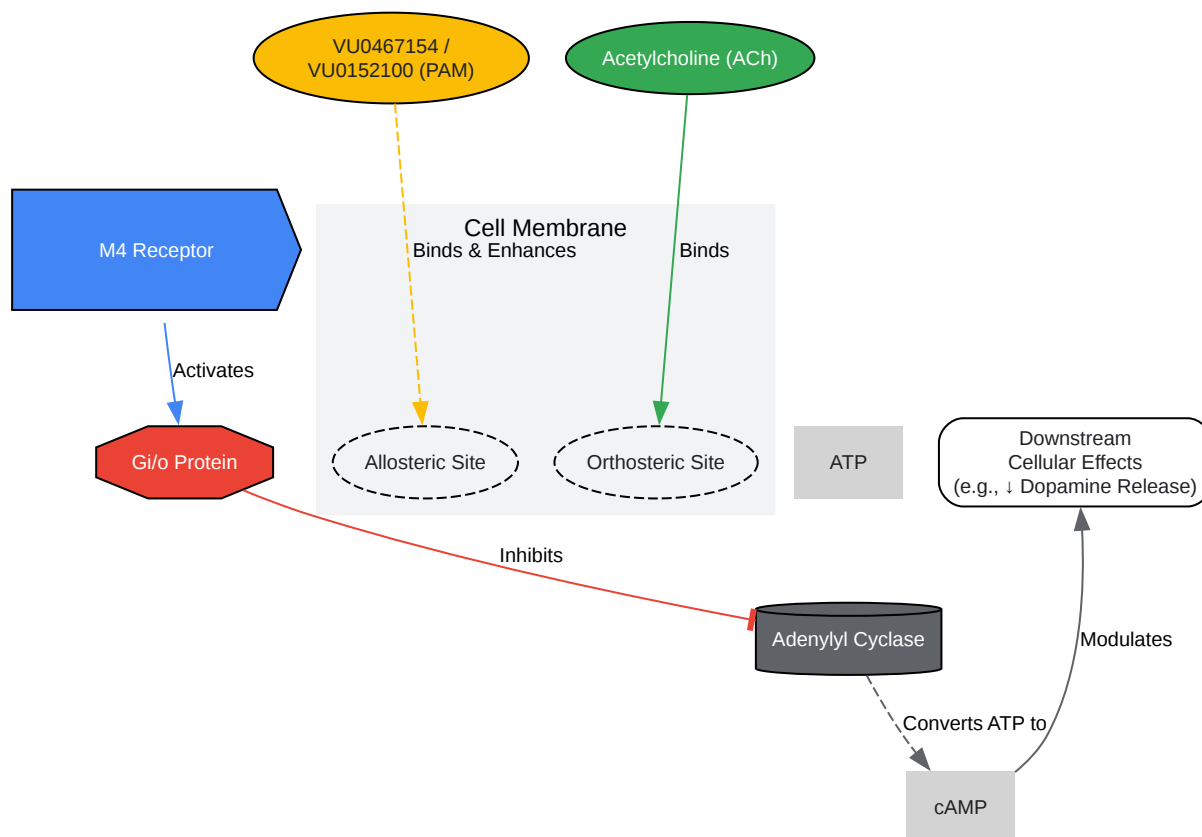 VU0467154 /
VU0152100 (PAM)
Acetylcholine (ACh)
M4 Receptor
Cell Membrane
Binds & Enhances
Binds
Activates
Gi/o Protein
Allosteric Site
Orthosteric Site
ATP
Downstream
Cellular Effects
(e.g., ↓ Dopamine Release)
Inhibits
Adenylyl Cyclase
Modulates
Converts ATP to
cAMP